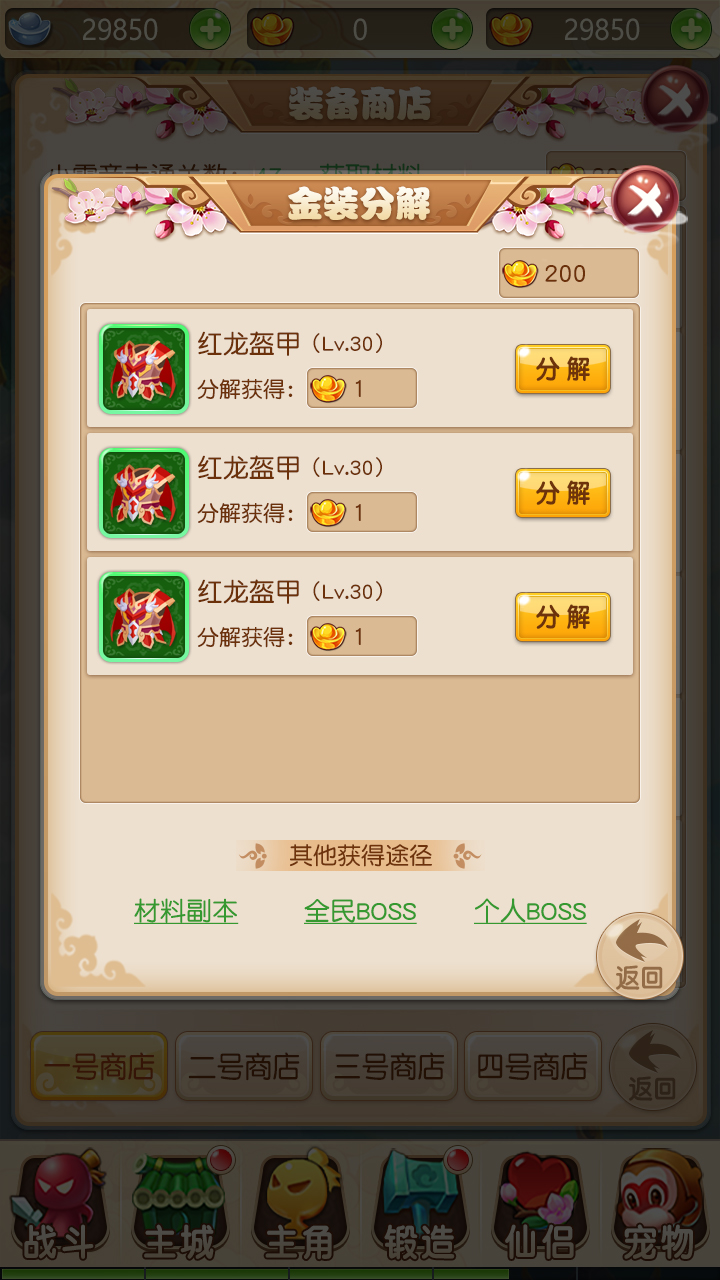 29850
0
29850
装备商店
金装分解
200
红龙盔甲（Lv.30）
分解获得： 1
分解
红龙盔甲（Lv.30）
分解获得： 1
分解
红龙盔甲（Lv.30）
分解获得： 1
分解
其他获得途径
材料副本 全民BOSS 个人BOSS
返回
一号商店 二号商店 三号商店 四号商店 返回
战斗 主城 主角 锻造 仙侣 宠物